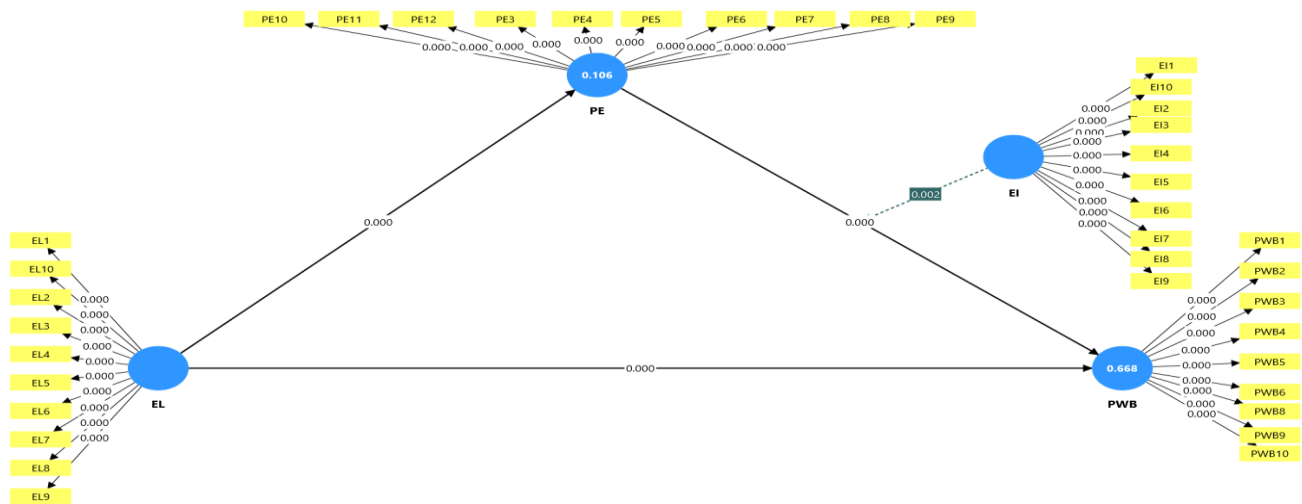 PE10 PE11 PE12 PE3 PE4 PE5 PE6 PE7 PE8 PE9
0.000 0.000 0.000 0.000 0.000 0.000 0.000 0.000 0.000 0.000
0.106
PE
EI1
EI10
EI2
EI3
EI4
EI5
EI6
EI7
EI8
EI9
0.000
0.000
0.000
0.000
0.000
0.000
0.000
0.000
0.000
0.000
EI
0.002
0.000
0.000
EL1
EL10
EL2
EL3
EL4
EL5
EL6
EL7
EL8
EL9
0.000
0.000
0.000
0.000
0.000
0.000
0.000
0.000
0.000
0.000
EL
0.000
PWB1
PWB2
PWB3
PWB4
PWB5
PWB6
PWB8
PWB9
PWB10
0.000
0.000
0.000
0.000
0.000
0.000
0.000
0.000
0.000
0.668
PWB